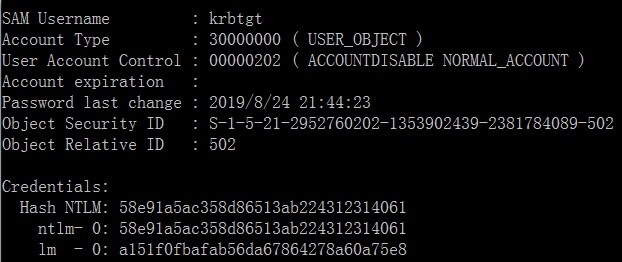 SAM Username         : krbtgt
Account Type         : 30000000 ( USER_OBJECT )
User Account Control : 00000202 ( ACCOUNTDISABLE NORMAL_ACCOUNT )
Account expiration   :
Password last change : 2019/8/24 21:44:23
Object Security ID   : S-1-5-21-2952760202-1353902439-2381784089-502
Object Relative ID   : 502
Credentials:
  Hash NTLM: 58e91a5ac358d86513ab224312314061
    ntlm- 0: 58e91a5ac358d86513ab224312314061
    lm  - 0: a151f0fbafab56da67864278a60a75e8